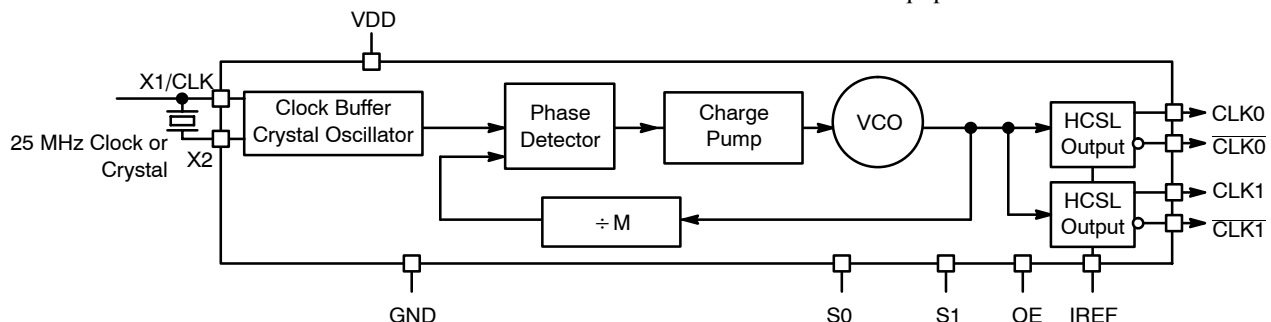 VDD
X1/CLK
25 MHz Clock or
Crystal
X2
Clock Buffer
Crystal Oscillator
Phase
Detector
Charge
Pump
VCO
÷ M
HCSL
Output
CLK0
CLK0
HCSL
Output
CLK1
CLK1
GND
S0
S1
OE
IREF